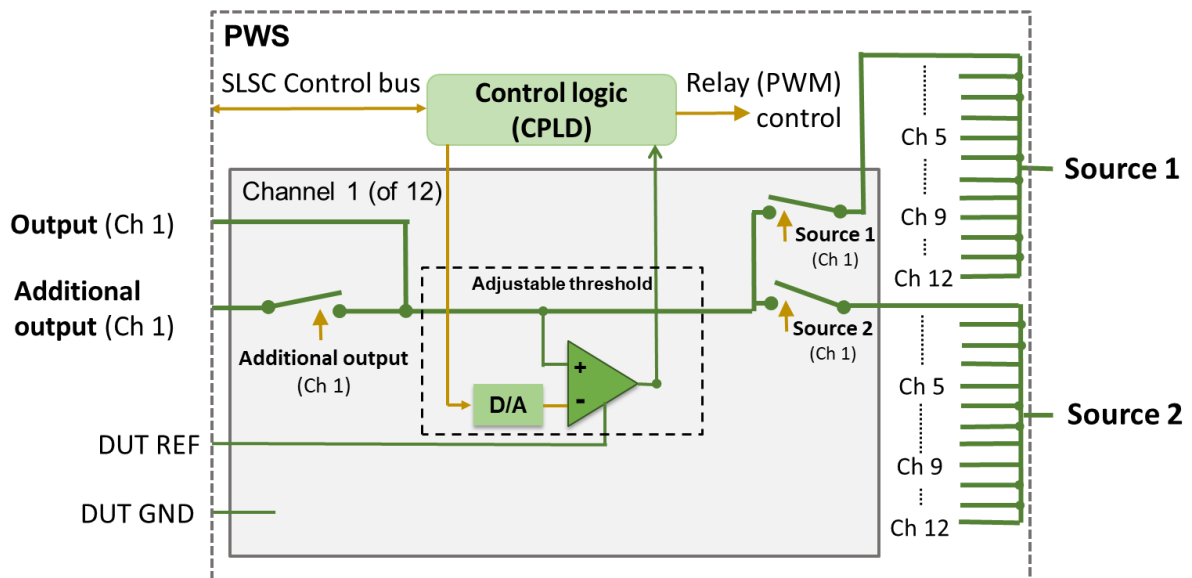 PWS
SLSC Control bus
Control logic
(CPLD)
Relay (PWM)
control
Ch 5
Ch 9
Ch 12
Source 1
Channel 1 (of 12)
Output (Ch 1)
Source 1
(Ch 1)
Additional
output (Ch 1)
Adjustable threshold
Source 2
(Ch 1)
Additional output
(Ch 1)
+
-
D/A
Ch 5
Ch 9
Ch 12
Source 2
DUT REF
DUT GND